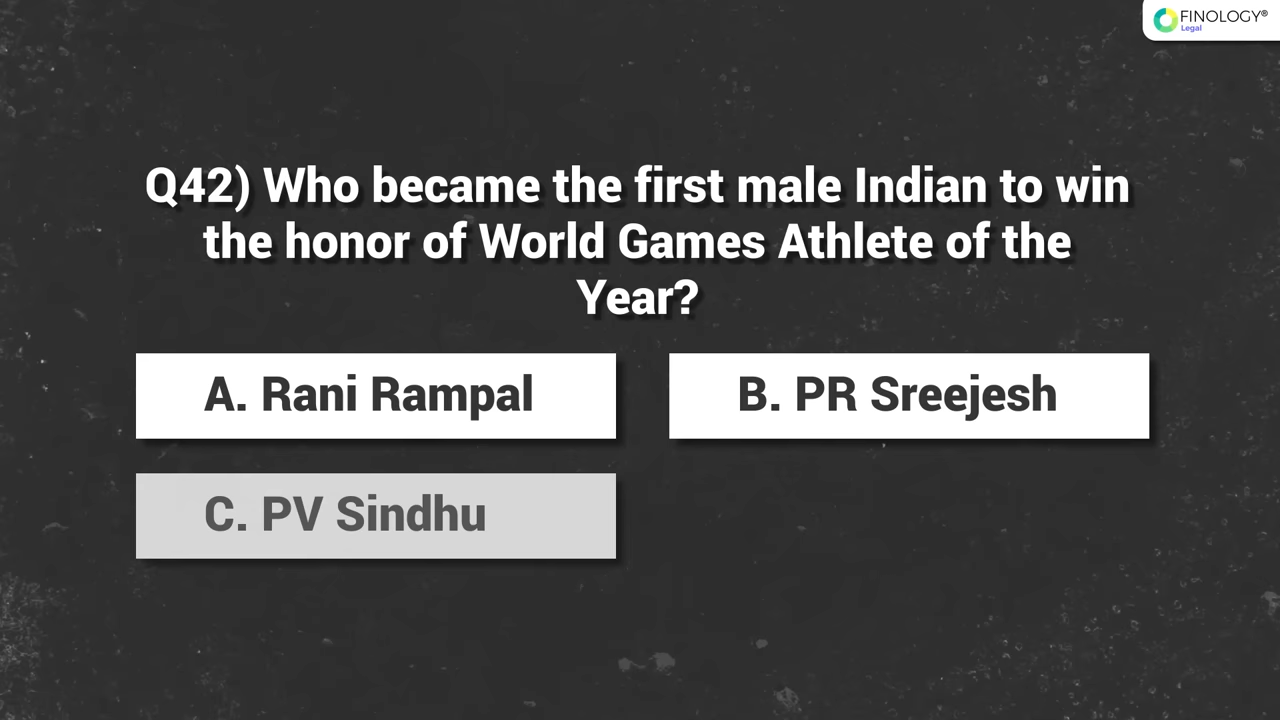 FINOLOGY®
Legal
Q42) Who became the first male Indian to win
the honor of World Games Athlete of the
Year?
A. Rani Rampal
B. PR Sreejesh
C. PV Sindhu